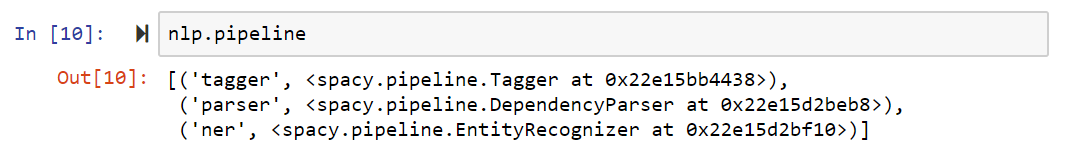 In [10]: nlp.pipeline
Out[10]: [('tagger', <spacy.pipeline.Tagger at 0x22e15bb4438>),
('parser', <spacy.pipeline.DependencyParser at 0x22e15d2beb8>),
('ner', <spacy.pipeline.EntityRecognizer at 0x22e15d2bf10>)]